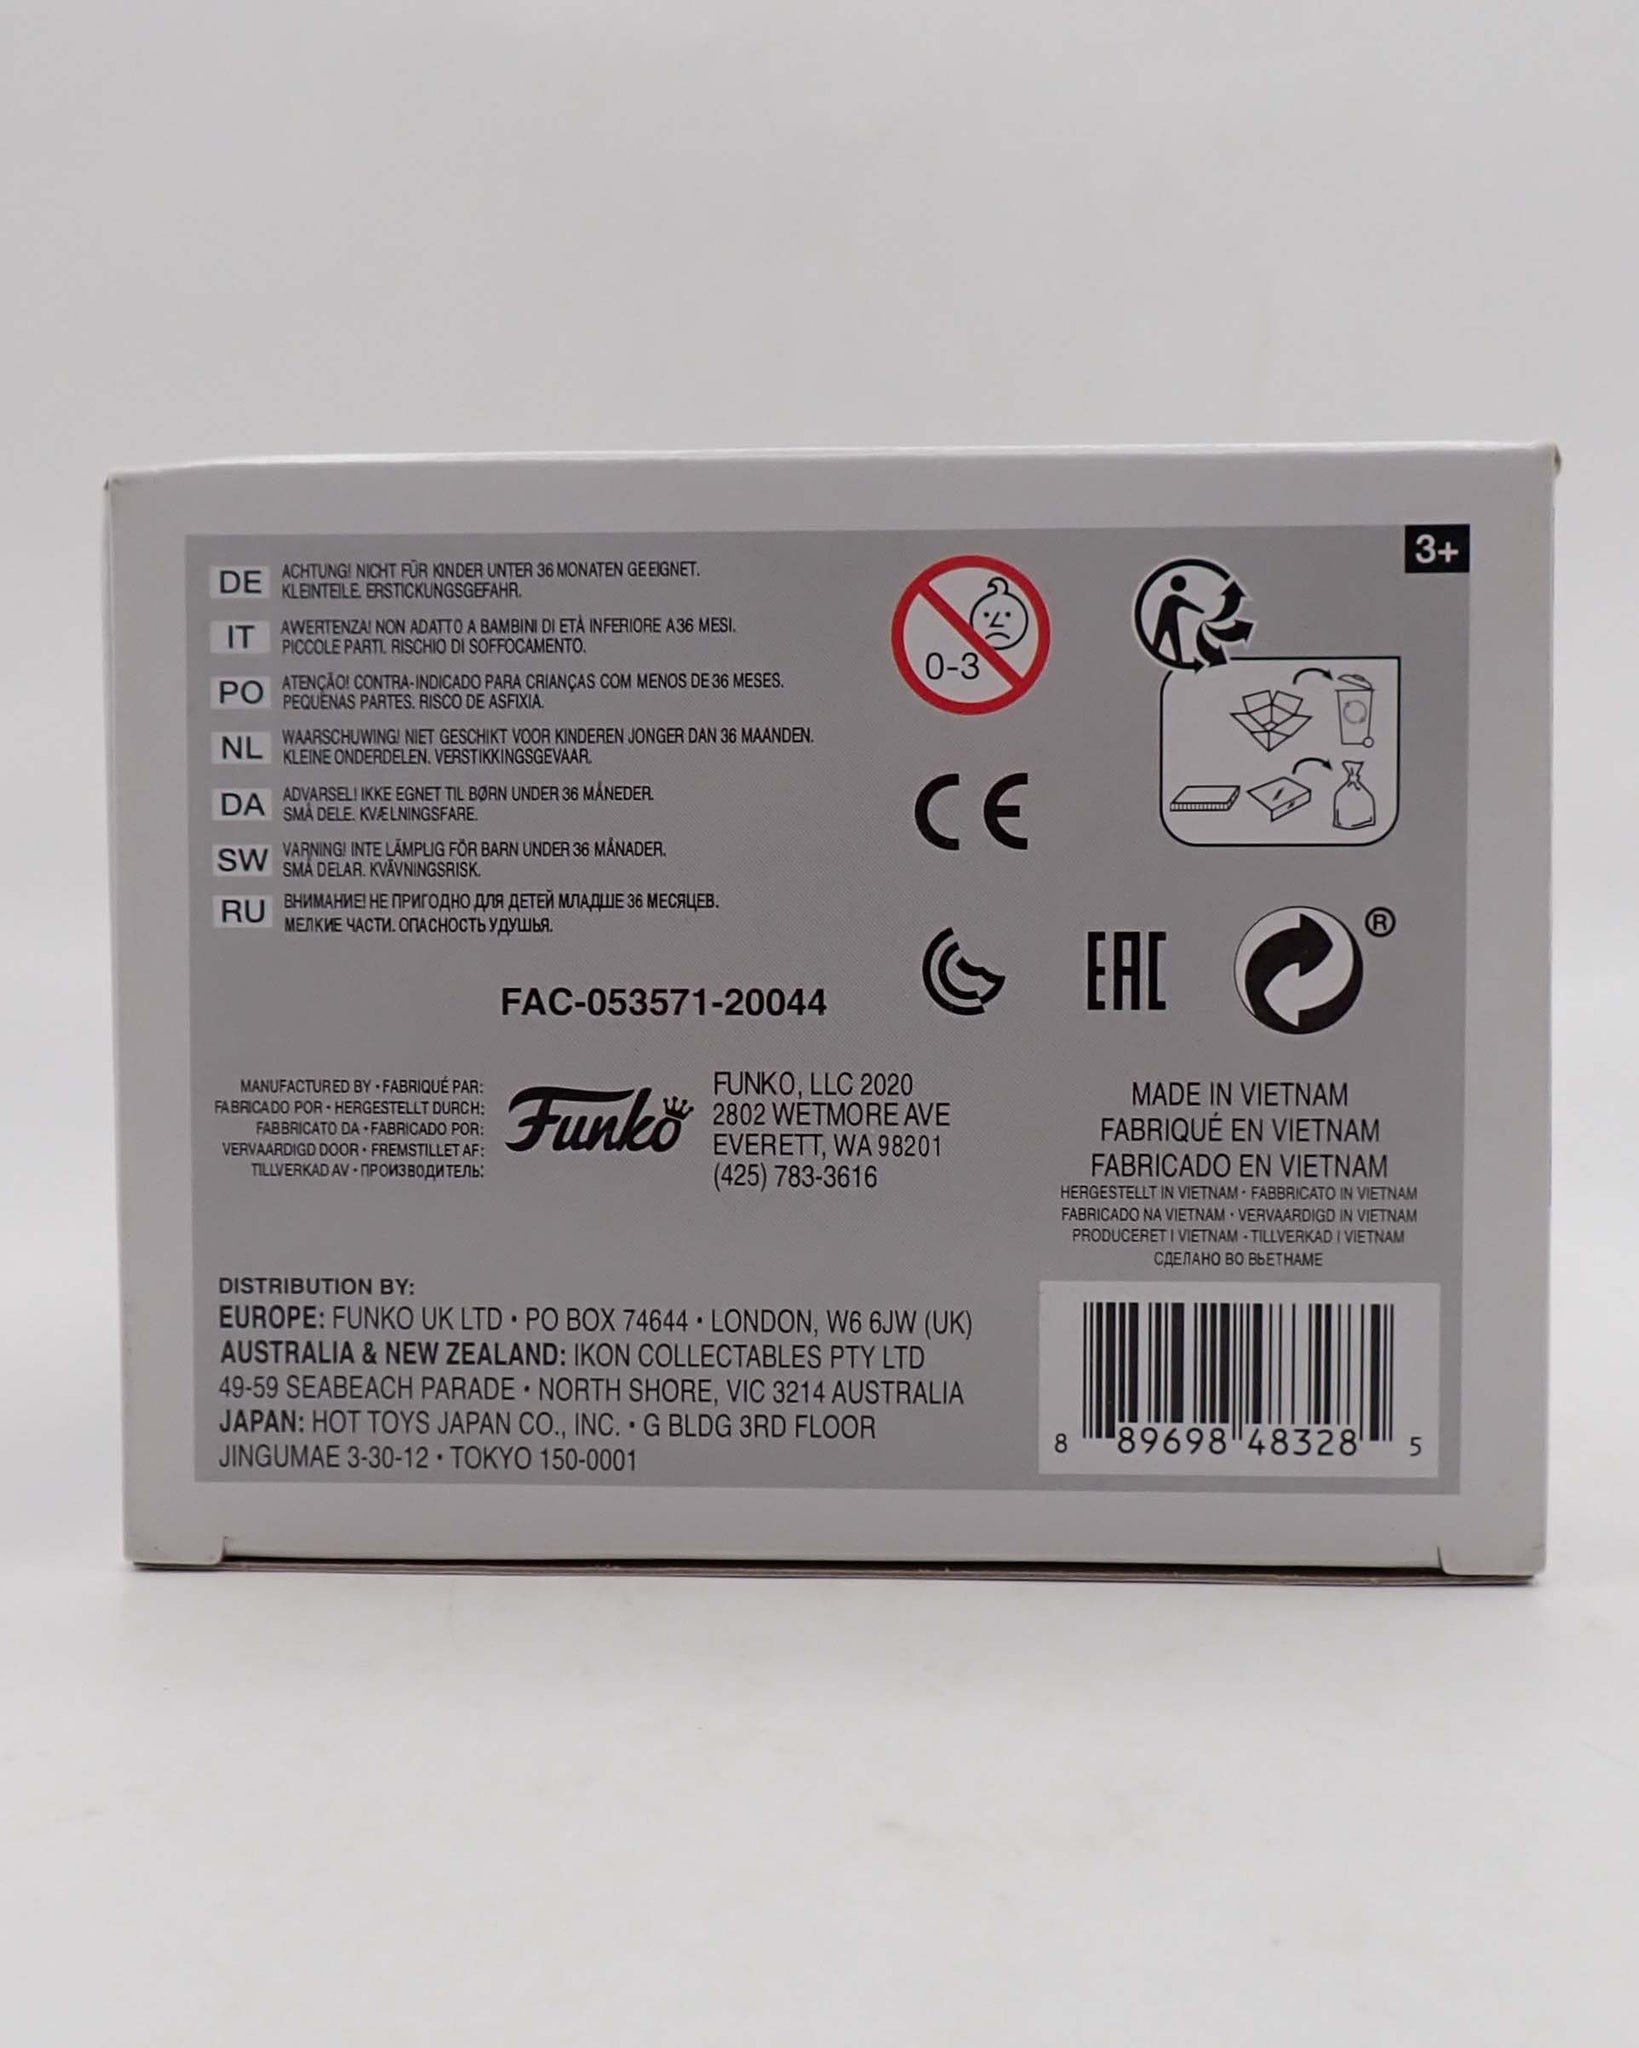 3+
DE
ACHTUNG! NICHT FÜR KINDER UNTER 36 MONATEN GEEIGNET.
KLEINTEILE. ERSTICKUNGSGEFAHR.
IT
AVVERTENZA! NON ADATTO A BAMBINI DI ETÀ INFERIORE A 36 MESI.
PICCOLE PARTI. RISCHIO DI SOFFOCAMENTO.
PO
ATENÇÃO! CONTRA-INDICADO PARA CRIANÇAS COM MENOS DE 36 MESES.
PEQUENAS PARTES. RISCO DE ASFIXIA.
NL
WAARSCHUWING! NIET GESCHIKT VOOR KINDEREN JONGER DAN 36 MAANDEN.
KLEINE ONDERDELEN. VERSTIKKINGSGEVAAR.
DA
ADVARSEL! IKKE EGNET TIL BØRN UNDER 36 MÅNEDER.
SMÅ DELE. KVÆLNINGSFARE.
SW
VARNING! INTE LÄMPLIG FÖR BARN UNDER 36 MÅNADER.
SMÅ DELAR. KVÄVNINGSRISK.
RU
ВНИМАНИЕ! НЕ ПРИГОДНО ДЛЯ ДЕТЕЙ МЛАДШЕ 36 МЕСЯЦЕВ.
МЕЛКИЕ ЧАСТИ. ОПАСНОСТЬ УДУШЬЯ.
0-3
CE
EAC
®
FAC-053571-20044
MANUFACTURED BY • FABRIQUÉ PAR:
FABRICADO POR • HERGESTELLT DURCH:
FABBRICATO DA • FABRICADO POR:
VERVAARDIGD DOOR • FREMSTILLET AF:
TILLVERKAD AV • ПРОИЗВОДИТЕЛЬ:
Funko
FUNKO, LLC 2020
2802 WETMORE AVE
EVERETT, WA 98201
(425) 783-3616
MADE IN VIETNAM
FABRIQUÉ EN VIETNAM
FABRICADO EN VIETNAM
HERGESTELLT IN VIETNAM • FABBRICATO IN VIETNAM
FABRICADO NA VIETNAM • VERVAARDIGD IN VIETNAM
PRODUCERET I VIETNAM • TILLVERKAD I VIETNAM
СДЕЛАНО ВО ВЬЕТНАМЕ
DISTRIBUTION BY:
EUROPE: FUNKO UK LTD • PO BOX 74644 • LONDON, W6 6JW (UK)
AUSTRALIA & NEW ZEALAND: IKON COLLECTABLES PTY LTD
49-59 SEABEACH PARADE • NORTH SHORE, VIC 3214 AUSTRALIA
JAPAN: HOT TOYS JAPAN CO., INC. • G BLDG 3RD FLOOR
JINGUMAE 3-30-12 • TOKYO 150-0001
8 89698 48328 5